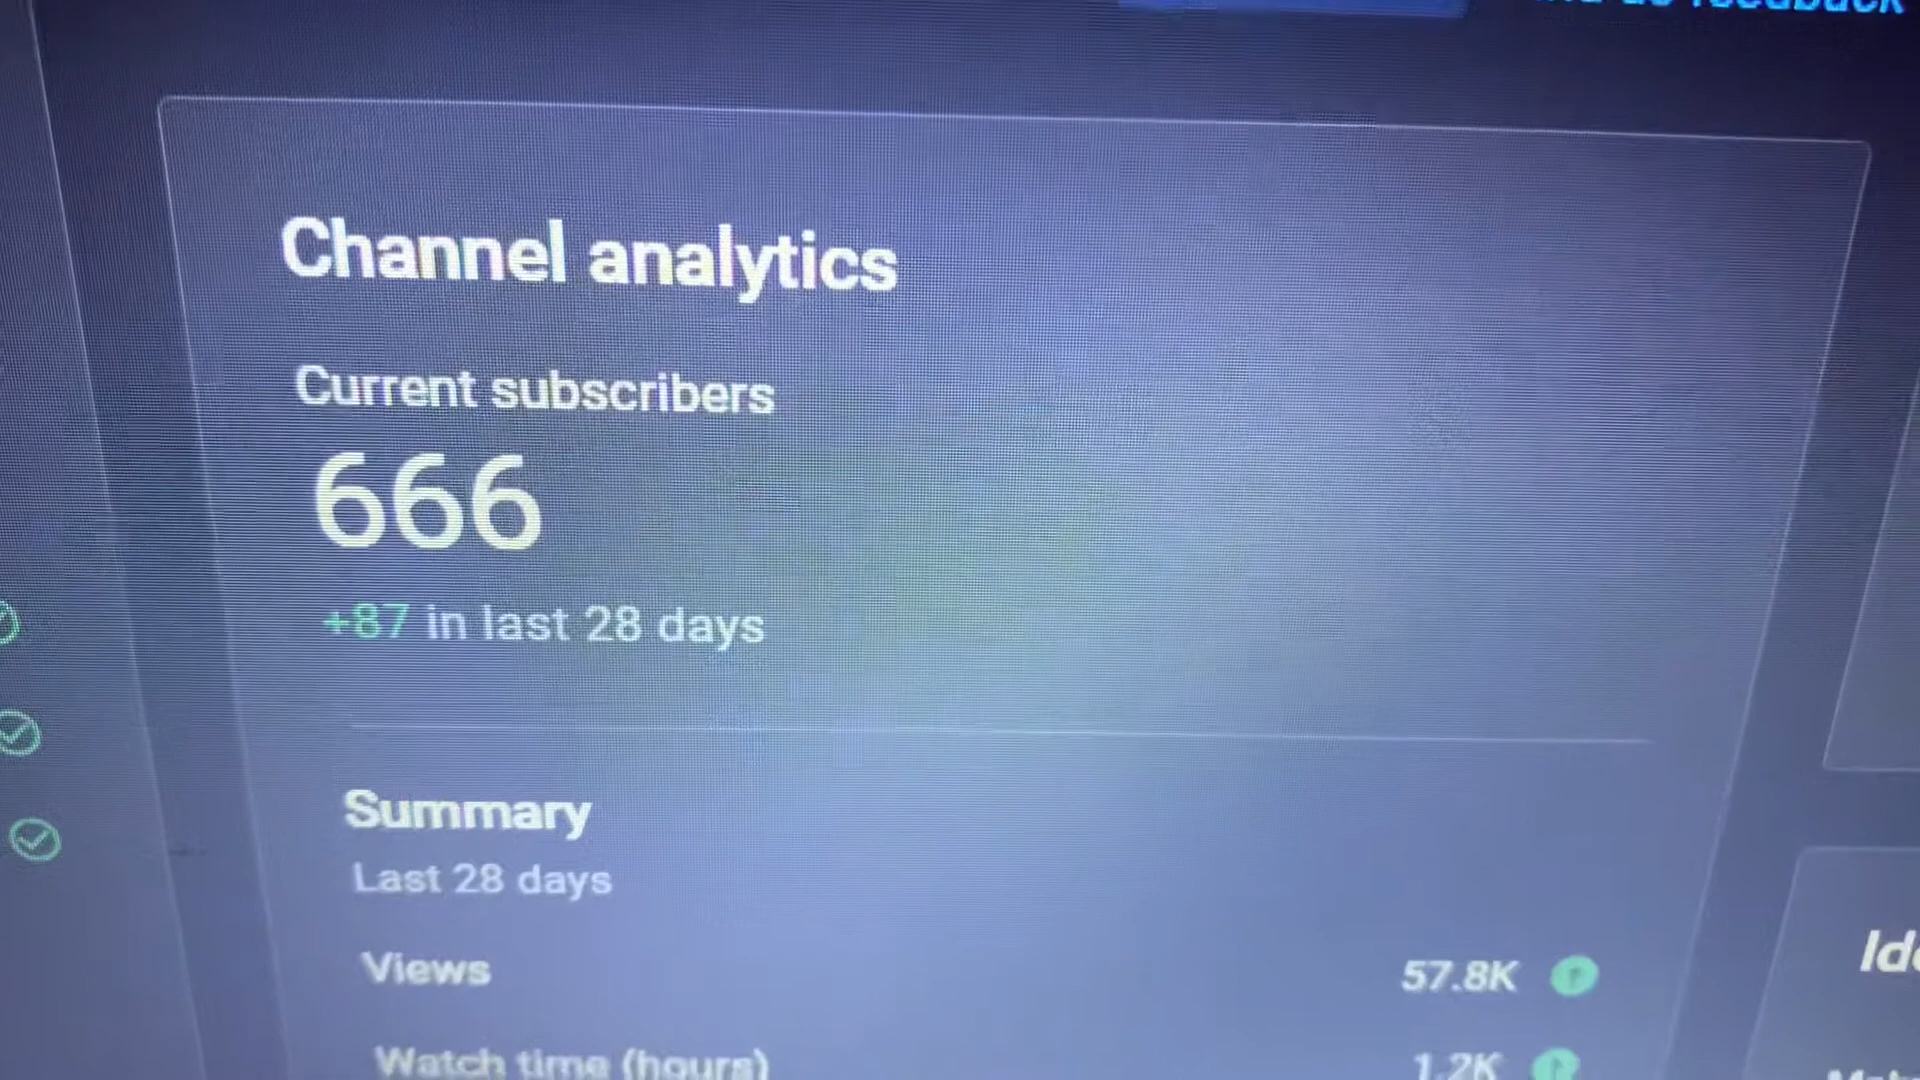 feedback
Channel analytics
Current subscribers
666
+87 in last 28 days
Summary
Last 28 days
Views 57.8K
Watch time (hours) 1.2K